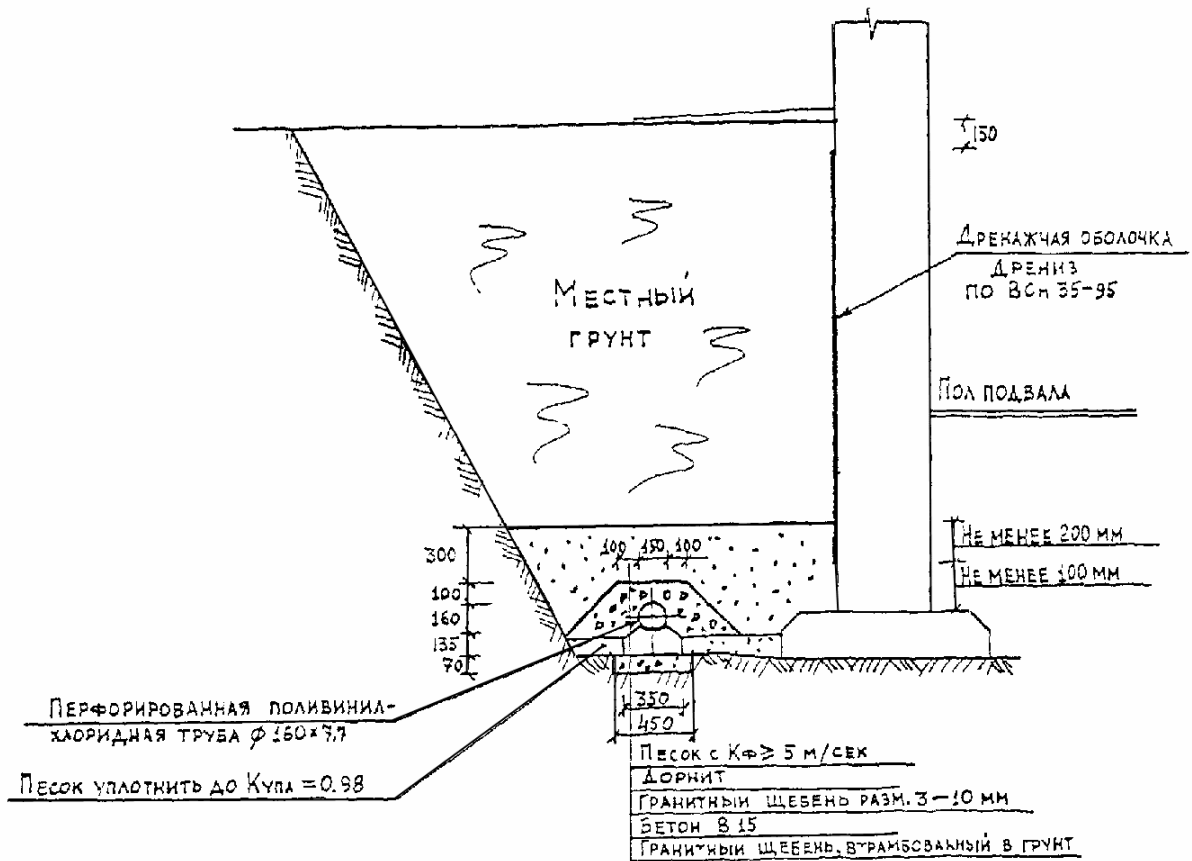 150
ДРЕНАЖНАЯ ОБОЛОЧКА
ДРЕНИЗ
ПО ВСН 35-95
МЕСТНЫЙ
ГРУНТ
ПОЛ ПОДВАЛА
НЕ МЕНЕЕ 200 ММ
НЕ МЕНЕЕ 100 ММ
300
100 150 100
100
160
135
70
350
450
ПЕРФОРИРОВАННАЯ ПОЛИВИНИЛ-
ХЛОРИДНАЯ ТРУБА ϕ 160×7,7
ПЕСОК УПЛОТНИТЬ ДО Купл = 0.98
ПЕСОК С Кф ≥ 5 м/СЕК
ДОРНИТ
ГРАНИТНЫЙ ЩЕБЕНЬ РАЗМ. 3-10 ММ
БЕТОН В 15
ГРАНИТНЫЙ ЩЕБЕНЬ, ВТРАМБОВАННЫЙ В ГРУНТ